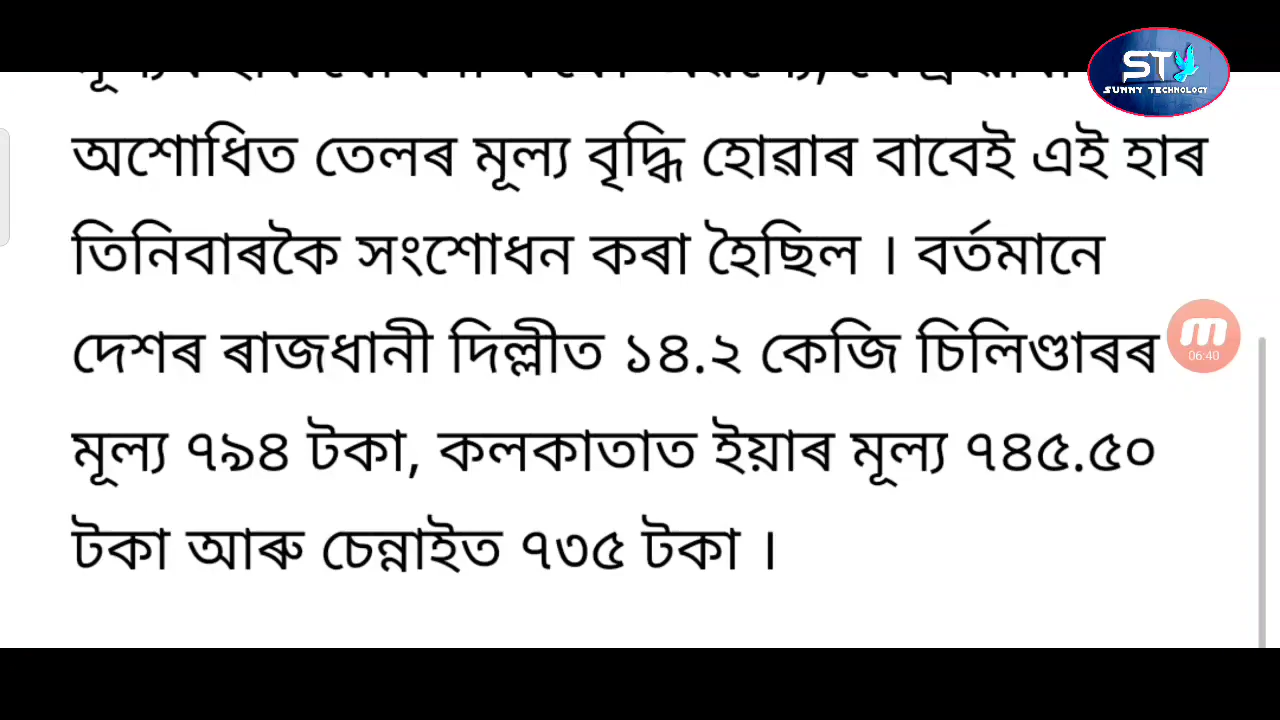 ST
SUNNY TECHNOLOGY
অশোধিত তেলৰ মূল্য বৃদ্ধি হোৱাৰ বাবেই এই হাৰ
তিনিবাৰকৈ সংশোধন কৰা হৈছিল । বৰ্তমানে
দেশৰ ৰাজধানী দিল্লীত ১৪.২ কেজি চিলিণ্ডাৰৰ
06:40
মূল্য ৭৯৪ টকা, কলকাতাত ইয়াৰ মূল্য ৭৪৫.৫০
টকা আৰু চেন্নাইত ৭৩৫ টকা ।